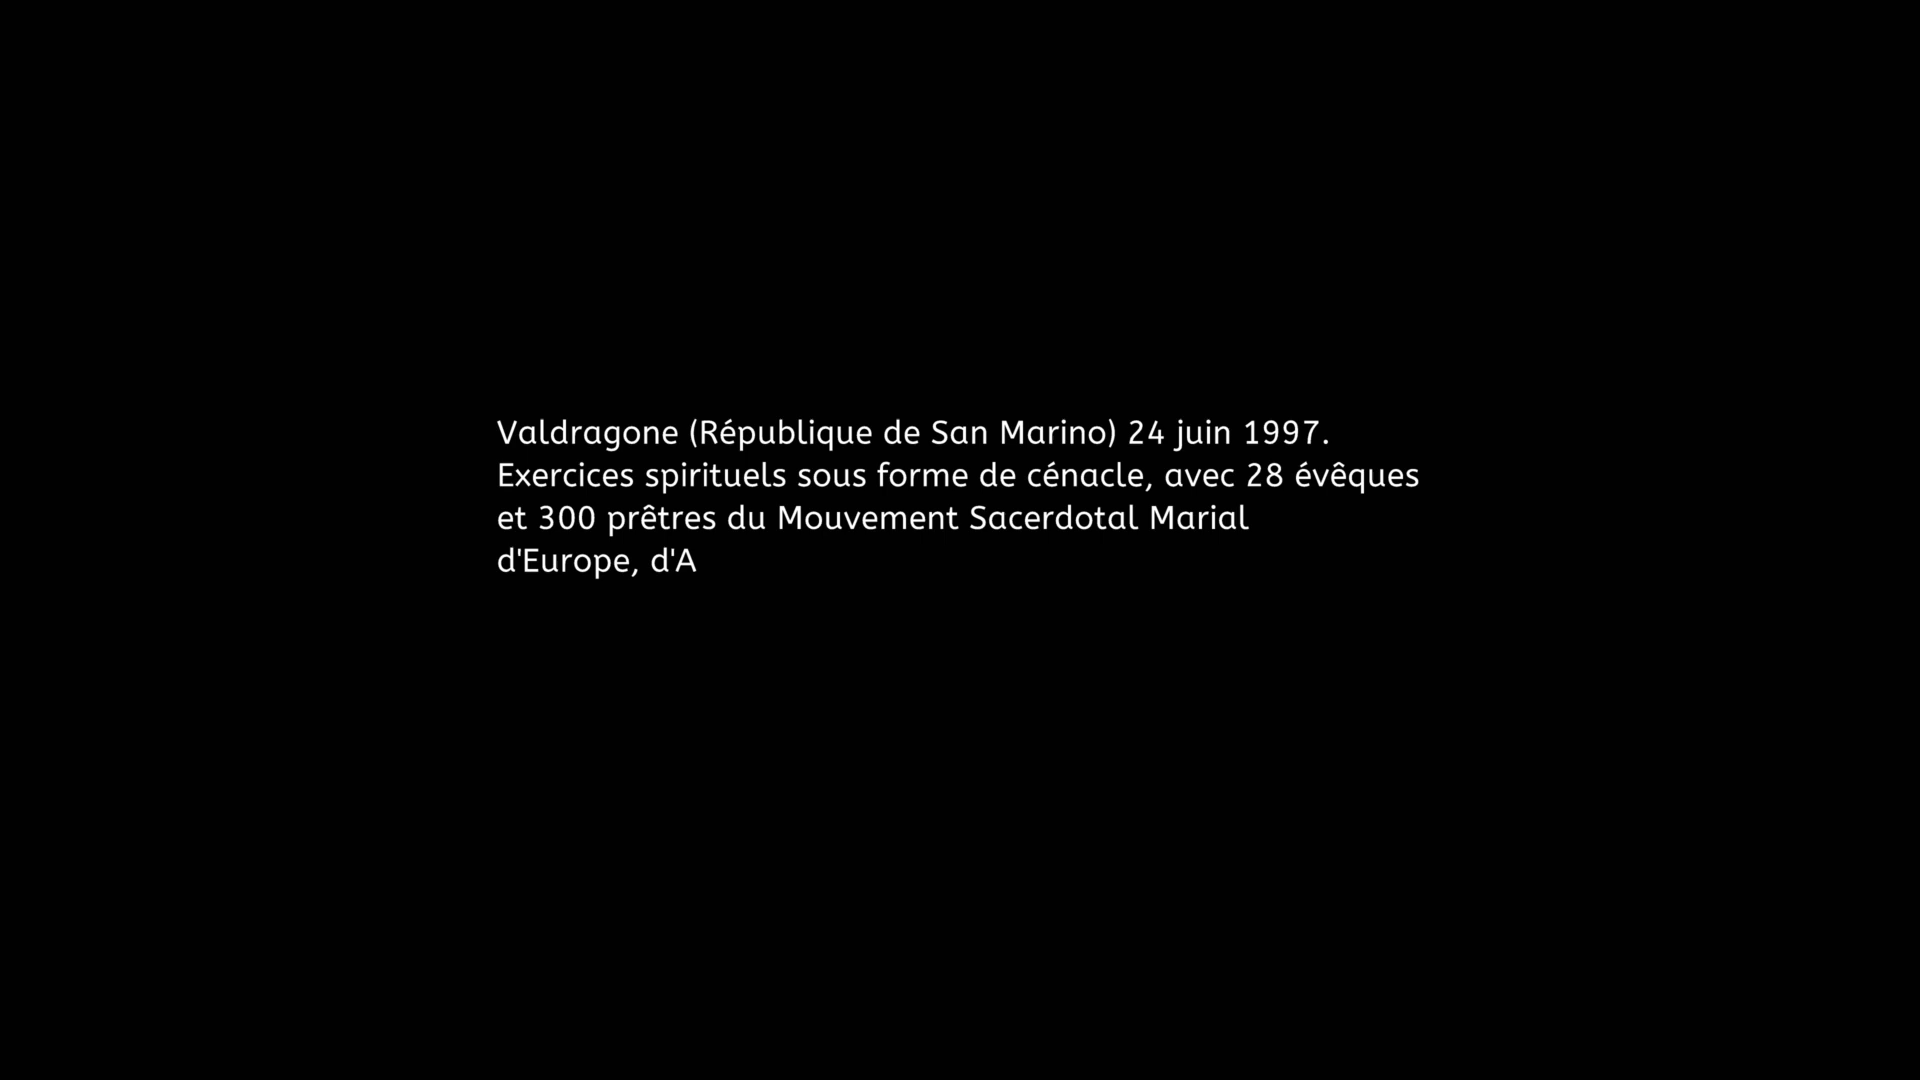 Valdragone (République de San Marino) 24 juin 1997.
Exercices spirituels sous forme de cénacle, avec 28 évêques
et 300 prêtres du Mouvement Sacerdotal Marial
d'Europe, d'A